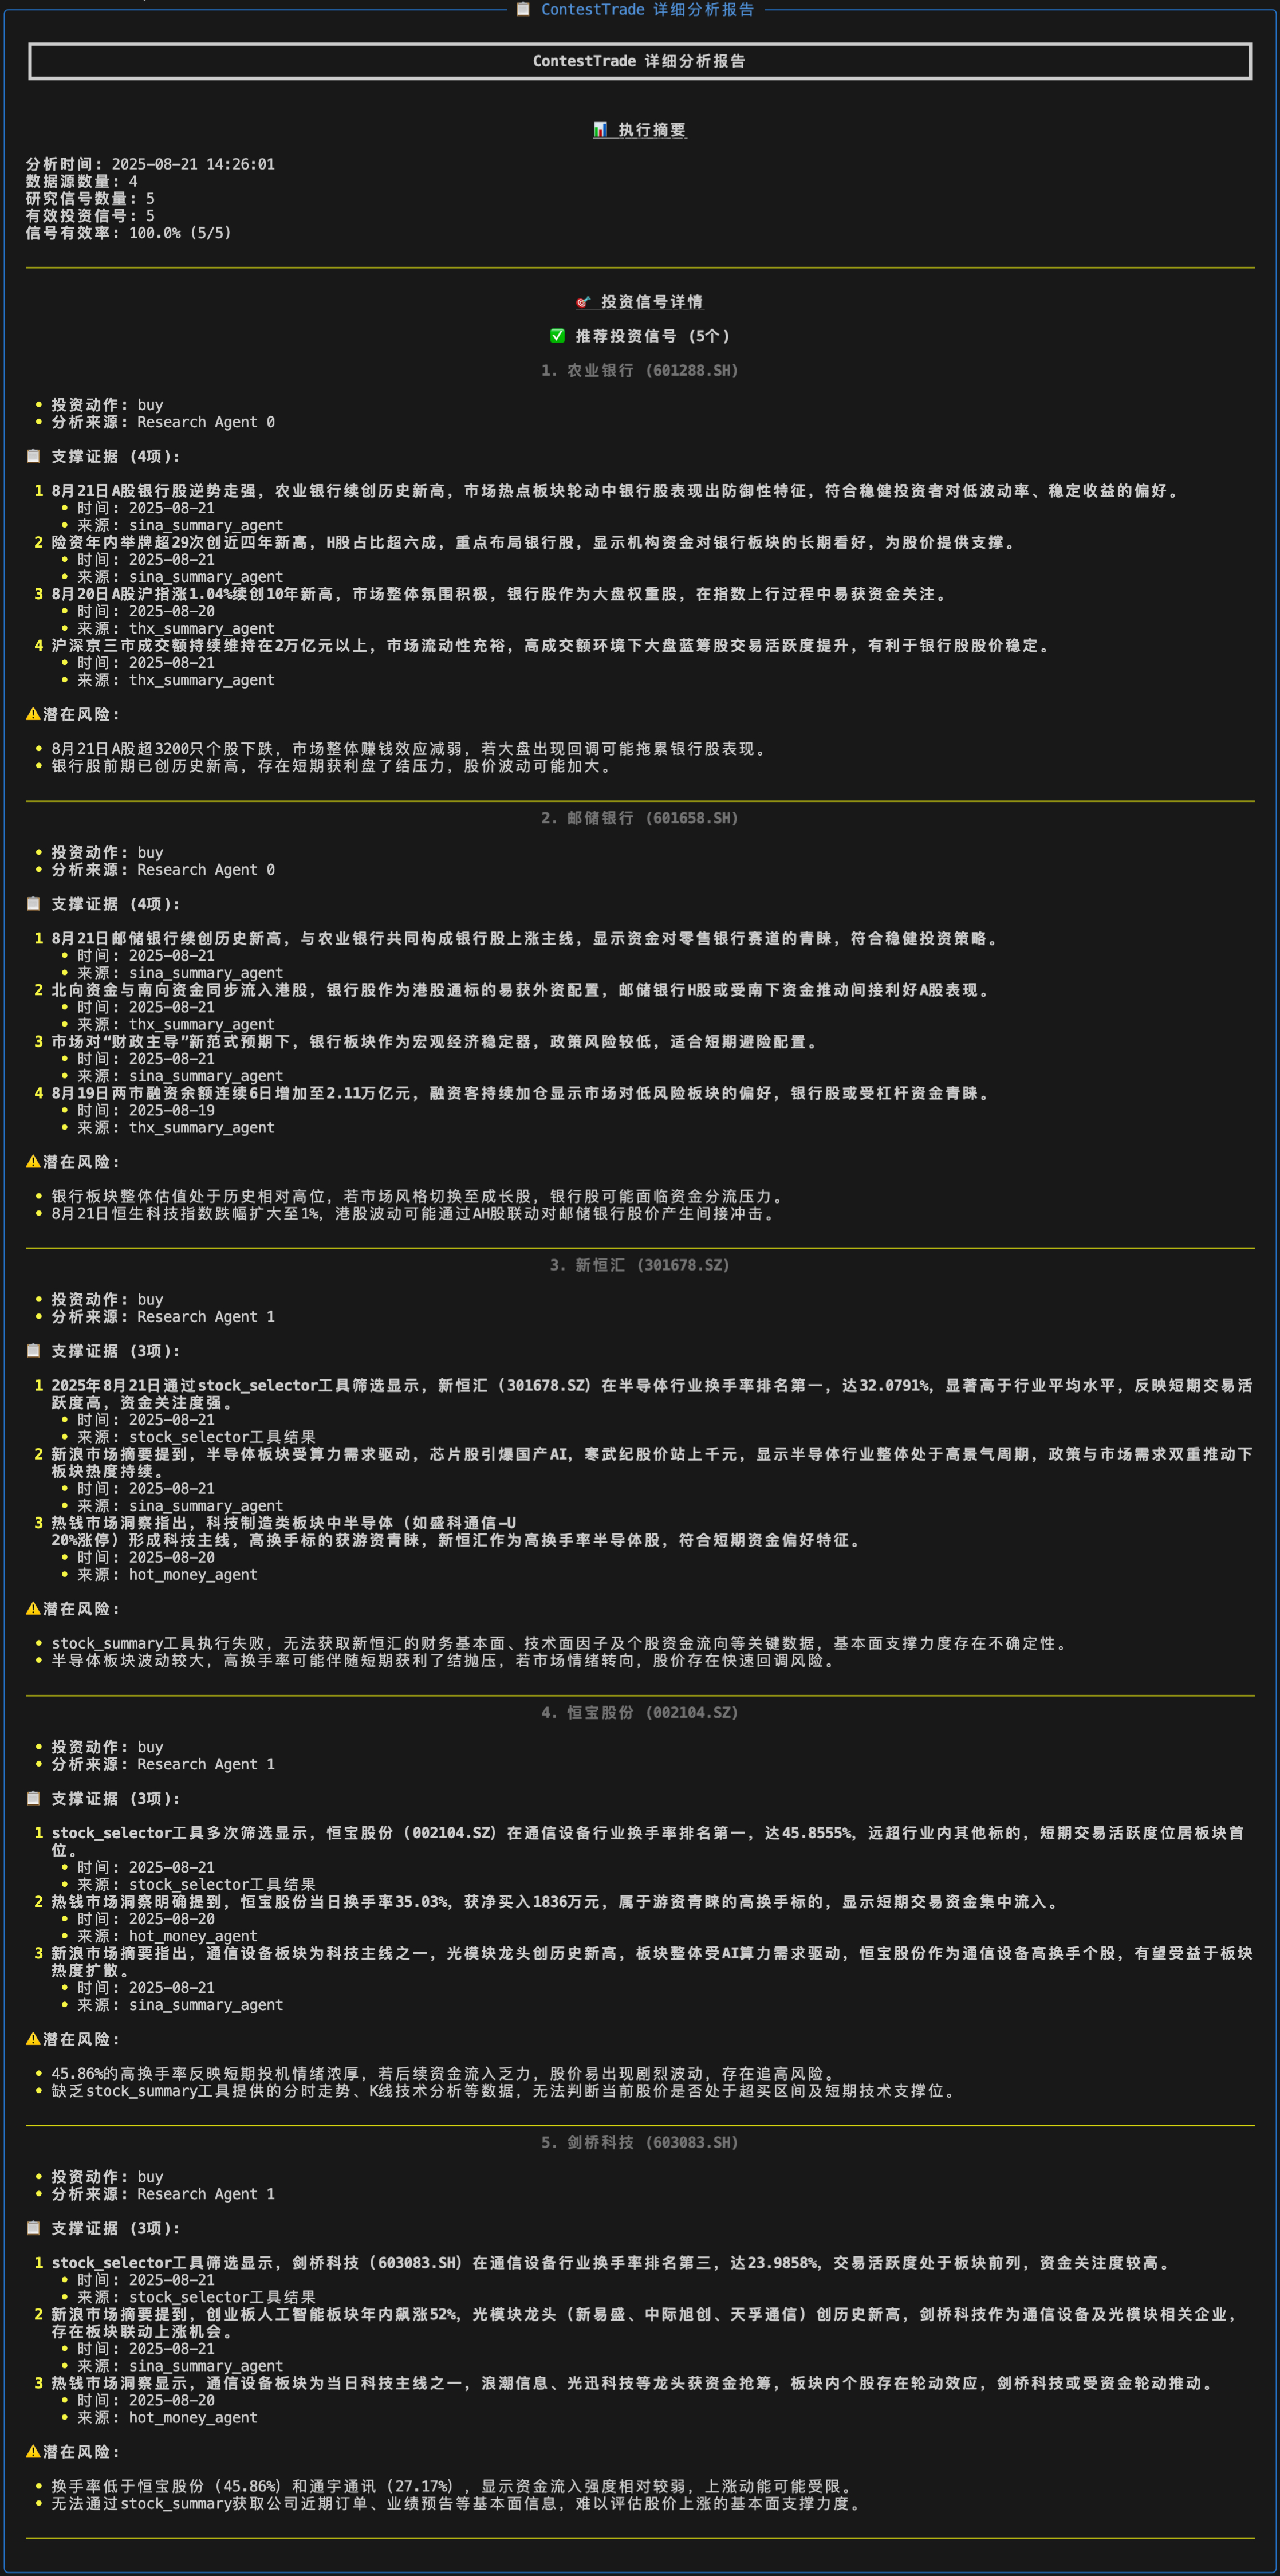 📋 ContestTrade 详细分析报告
ContestTrade 详细分析报告
📊 执行摘要
分析时间: 2025-08-21 14:26:01
数据源数量: 4
研究信号数量: 5
有效投资信号: 5
信号有效率: 100.0% (5/5)
🎯 投资信号详情
✅ 推荐投资信号 (5个)
1. 农业银行 (601288.SH)
• 投资动作: buy
• 分析来源: Research Agent 0
📋 支撑证据 (4项):
1 8月21日A股银行股逆势走强，农业银行续创历史新高，市场热点板块轮动中银行股表现出防御性特征，符合稳健投资者对低波动率、稳定收益的偏好。
• 时间: 2025-08-21
• 来源: sina_summary_agent
2 险资年内举牌超29次创近四年新高，H股占比超六成，重点布局银行股，显示机构资金对银行板块的长期看好，为股价提供支撑。
• 时间: 2025-08-21
• 来源: sina_summary_agent
3 8月20日A股沪指涨1.04%续创10年新高，市场整体氛围积极，银行股作为大盘权重股，在指数上行过程中易获资金关注。
• 时间: 2025-08-20
• 来源: thx_summary_agent
4 沪深京三市成交额持续维持在2万亿元以上，市场流动性充裕，高成交额环境下大盘蓝筹股交易活跃度提升，有利于银行股股价稳定。
• 时间: 2025-08-21
• 来源: thx_summary_agent
⚠️潜在风险:
• 8月21日A股超3200只个股下跌，市场整体赚钱效应减弱，若大盘出现回调可能拖累银行股表现。
• 银行股前期已创历史新高，存在短期获利盘了结压力，股价波动可能加大。
2. 邮储银行 (601658.SH)
• 投资动作: buy
• 分析来源: Research Agent 0
📋 支撑证据 (4项):
1 8月21日邮储银行续创历史新高，与农业银行共同构成银行股上涨主线，显示资金对零售银行赛道的青睐，符合稳健投资策略。
• 时间: 2025-08-21
• 来源: sina_summary_agent
2 北向资金与南向资金同步流入港股，银行股作为港股通标的易获外资配置，邮储银行H股或受南下资金推动间接利好A股表现。
• 时间: 2025-08-21
• 来源: thx_summary_agent
3 市场对“财政主导”新范式预期下，银行板块作为宏观经济稳定器，政策风险较低，适合短期避险配置。
• 时间: 2025-08-21
• 来源: sina_summary_agent
4 8月19日两市融资余额连续6日增加至2.11万亿元，融资客持续加仓显示市场对低风险板块的偏好，银行股或受杠杆资金青睐。
• 时间: 2025-08-19
• 来源: thx_summary_agent
⚠️潜在风险:
• 银行板块整体估值处于历史相对高位，若市场风格切换至成长股，银行股可能面临资金分流压力。
• 8月21日恒生科技指数跌幅扩大至1%，港股波动可能通过AH股联动对邮储银行股价产生间接冲击。
3. 新恒汇 (301678.SZ)
• 投资动作: buy
• 分析来源: Research Agent 1
📋 支撑证据 (3项):
1 2025年8月21日通过stock_selector工具筛选显示，新恒汇（301678.SZ）在半导体行业换手率排名第一，达32.0791%，显著高于行业平均水平，反映短期交易活
跃度高，资金关注度强。
• 时间: 2025-08-21
• 来源: stock_selector工具结果
2 新浪市场摘要提到，半导体板块受算力需求驱动，芯片股引爆国产AI，寒武纪股价站上千元，显示半导体行业整体处于高景气周期，政策与市场需求双重推动下
板块热度持续。
• 时间: 2025-08-21
• 来源: sina_summary_agent
3 热钱市场洞察指出，科技制造类板块中半导体（如盛科通信-U
20%涨停）形成科技主线，高换手标的获游资青睐，新恒汇作为高换手率半导体股，符合短期资金偏好特征。
• 时间: 2025-08-20
• 来源: hot_money_agent
⚠️潜在风险:
• stock_summary工具执行失败，无法获取新恒汇的财务基本面、技术面因子及个股资金流向等关键数据，基本面支撑力度存在不确定性。
• 半导体板块波动较大，高换手率可能伴随短期获利了结抛压，若市场情绪转向，股价存在快速回调风险。
4. 恒宝股份 (002104.SZ)
• 投资动作: buy
• 分析来源: Research Agent 1
📋 支撑证据 (3项):
1 stock_selector工具多次筛选显示，恒宝股份（002104.SZ）在通信设备行业换手率排名第一，达45.8555%，远超行业内其他标的，短期交易活跃度位居板块首
位。
• 时间: 2025-08-21
• 来源: stock_selector工具结果
2 热钱市场洞察明确提到，恒宝股份当日换手率35.03%，获净买入1836万元，属于游资青睐的高换手标的，显示短期交易资金集中流入。
• 时间: 2025-08-20
• 来源: hot_money_agent
3 新浪市场摘要指出，通信设备板块为科技主线之一，光模块龙头创历史新高，板块整体受AI算力需求驱动，恒宝股份作为通信设备高换手个股，有望受益于板块
热度扩散。
• 时间: 2025-08-21
• 来源: sina_summary_agent
⚠️潜在风险:
• 45.86%的高换手率反映短期投机情绪浓厚，若后续资金流入乏力，股价易出现剧烈波动，存在追高风险。
• 缺乏stock_summary工具提供的分时走势、K线技术分析等数据，无法判断当前股价是否处于超买区间及短期技术支撑位。
5. 剑桥科技 (603083.SH)
• 投资动作: buy
• 分析来源: Research Agent 1
📋 支撑证据 (3项):
1 stock_selector工具筛选显示，剑桥科技（603083.SH）在通信设备行业换手率排名第三，达23.9858%，交易活跃度处于板块前列，资金关注度较高。
• 时间: 2025-08-21
• 来源: stock_selector工具结果
2 新浪市场摘要提到，创业板人工智能板块年内飙涨52%，光模块龙头（新易盛、中际旭创、天孚通信）创历史新高，剑桥科技作为通信设备及光模块相关企业，
存在板块联动上涨机会。
• 时间: 2025-08-21
• 来源: sina_summary_agent
3 热钱市场洞察显示，通信设备板块为当日科技主线之一，浪潮信息、光迅科技等龙头获资金抢筹，板块内个股存在轮动效应，剑桥科技或受资金轮动推动。
• 时间: 2025-08-20
• 来源: hot_money_agent
⚠️潜在风险:
• 换手率低于恒宝股份（45.86%）和通宇通讯（27.17%），显示资金流入强度相对较弱，上涨动能可能受限。
• 无法通过stock_summary获取公司近期订单、业绩预告等基本面信息，难以评估股价上涨的基本面支撑力度。